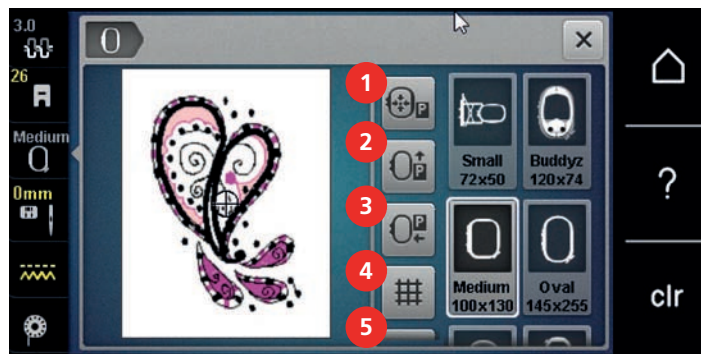 3.0
26
Medium
0mm
1
P
2
P
3
P
4
5
Small
72x50
Buddyz
120x74
Medium
100x130
Oval
145x255
?
clr